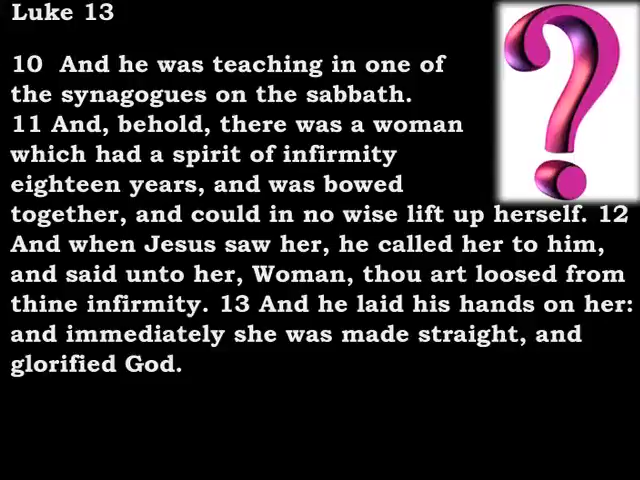 Luke 13
10  And he was teaching in one of
the synagogues on the sabbath.
11 And, behold, there was a woman
which had a spirit of infirmity
eighteen years, and was bowed
together, and could in no wise lift up herself. 12
And when Jesus saw her, he called her to him,
and said unto her, Woman, thou art loosed from
thine infirmity. 13 And he laid his hands on her:
and immediately she was made straight, and
glorified God.
?